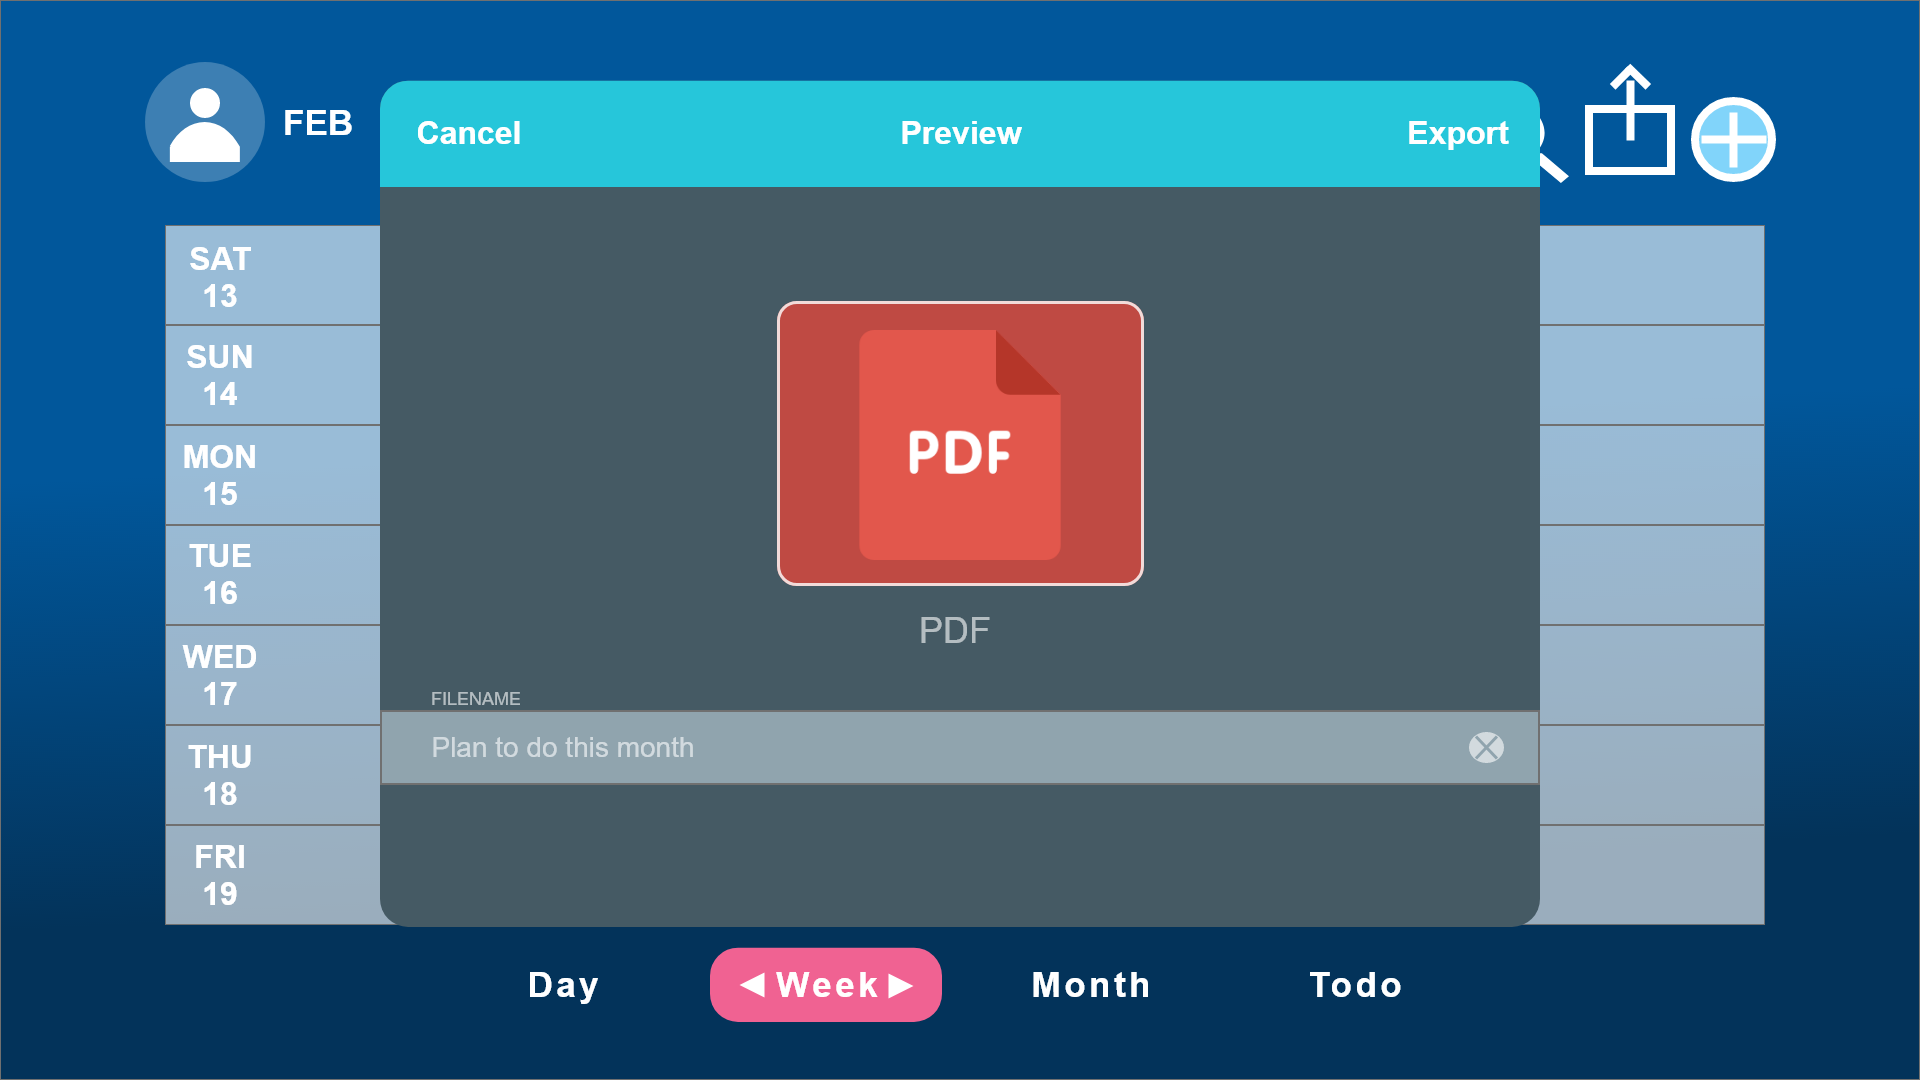 FEB
Cancel
Preview
Export
SAT
13
SUN
14
MON
15
TUE
16
WED
17
THU
18
FRI
19
PDF
PDF
FILENAME
Plan to do this month
Day
Week
Month
Todo